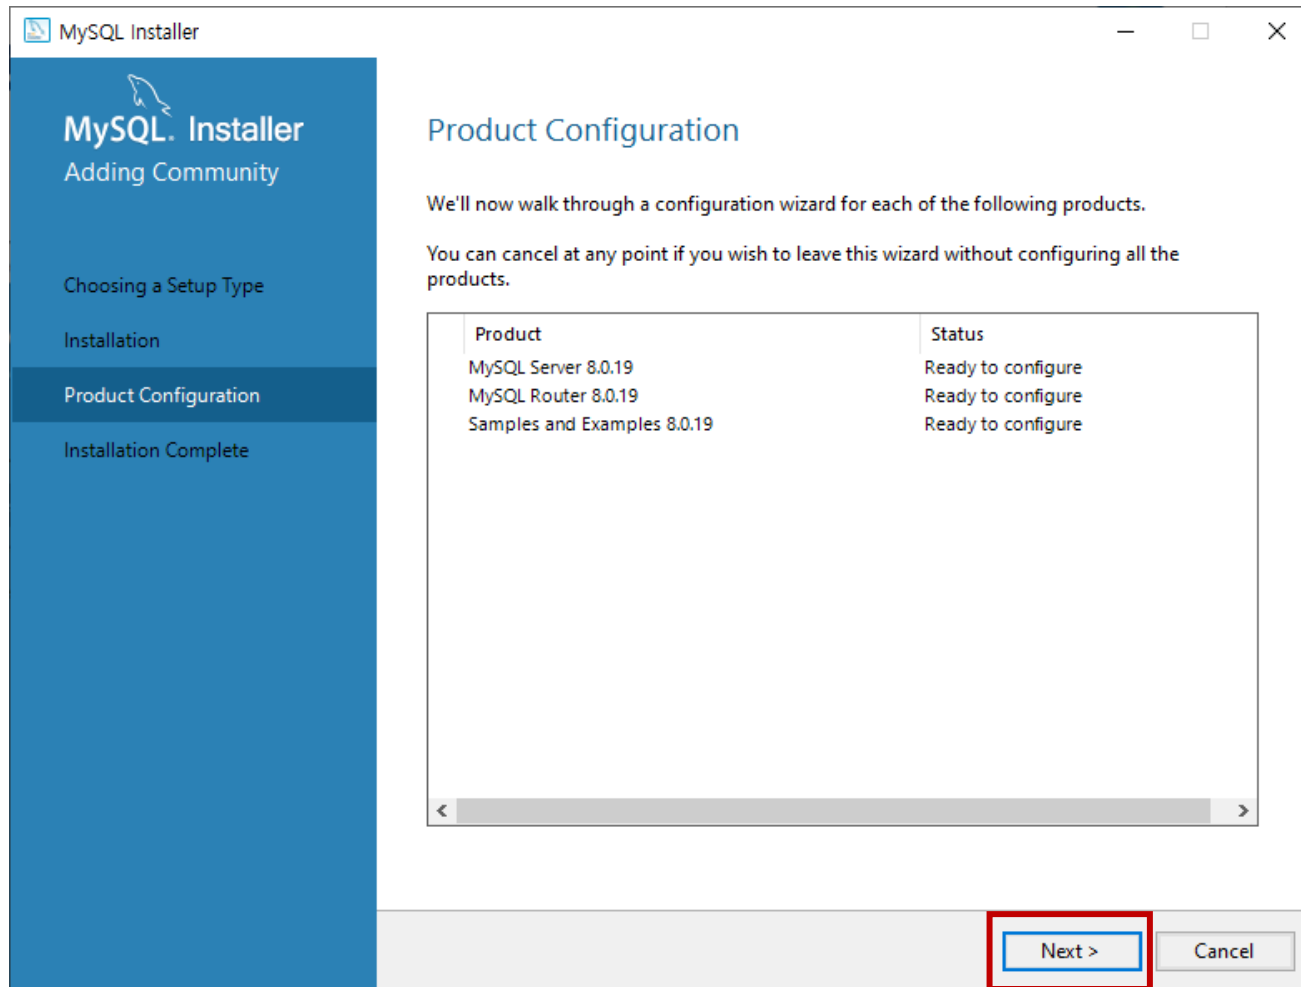 MySQL Installer
MySQL. Installer
Adding Community
Choosing a Setup Type
Installation
Product Configuration
Installation Complete
Product Configuration
We'll now walk through a configuration wizard for each of the following products.
You can cancel at any point if you wish to leave this wizard without configuring all the
products.
Product Status
MySQL Server 8.0.19 Ready to configure
MySQL Router 8.0.19 Ready to configure
Samples and Examples 8.0.19 Ready to configure
Next > Cancel